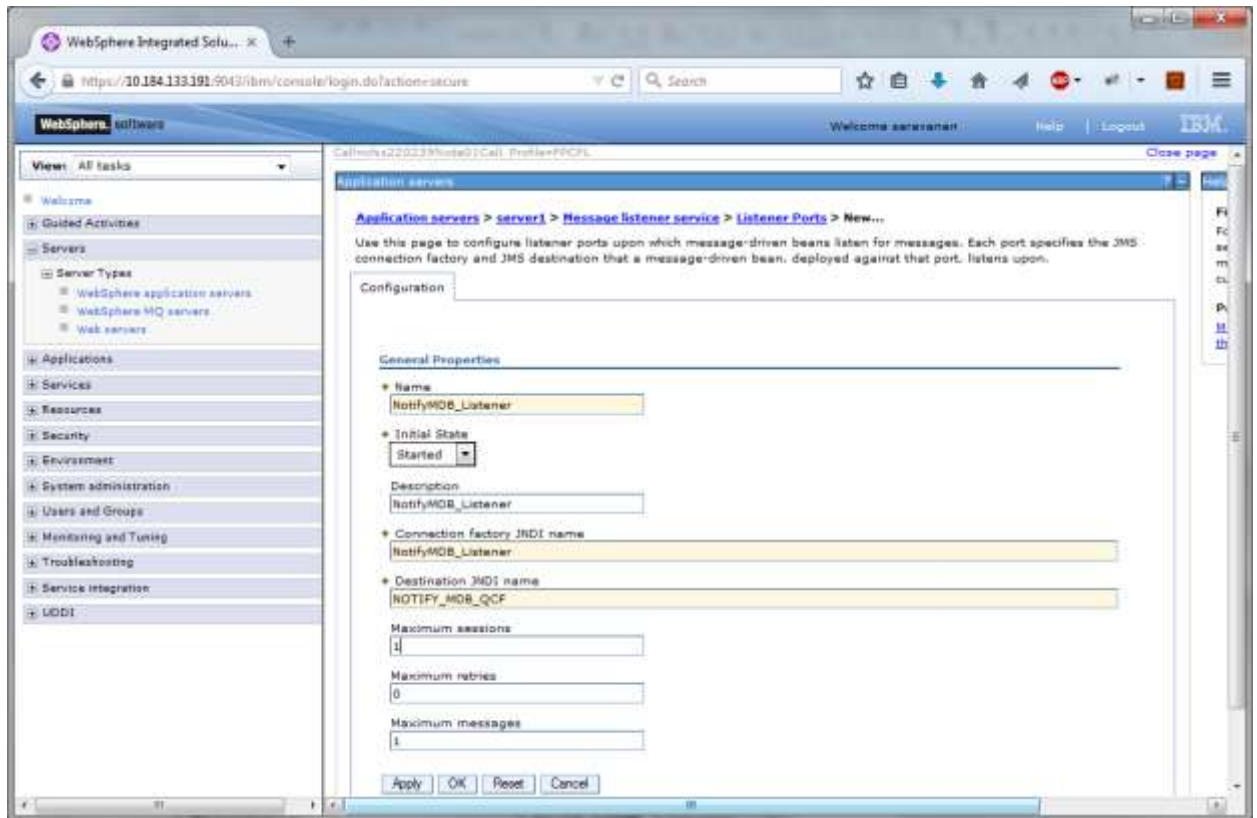 WebSphere Integrated Solu...
https://10.184.133.191:9043/ibm/console/login.do?action=secure
Search
WebSphere. software
Welcome saravanan
Help
Logout
IBM.
View: All tasks
Welcome
Guided Activities
Servers
Server Types
WebSphere application servers
WebSphere MQ servers
Web servers
Applications
Services
Resources
Security
Environment
System administration
Users and Groups
Monitoring and Tuning
Troubleshooting
Service integration
UDDI
Close page
Application servers
Application servers > server1 > Message listener service > Listener Ports > New...
Use this page to configure listener ports upon which message-driven beans listen for messages. Each port specifies the JMS
connection factory and JMS destination that a message-driven bean, deployed against that port, listens upon.
Configuration
General Properties
Name
NotifyMDB_Listener
Initial State
Started
Description
NotifyMDB_Listener
Connection factory JNDI name
NotifyMDB_Listener
Destination JNDI name
NOTIFY_MDB_QCF
Maximum sessions
1
Maximum retries
0
Maximum messages
1
Apply OK Reset Cancel